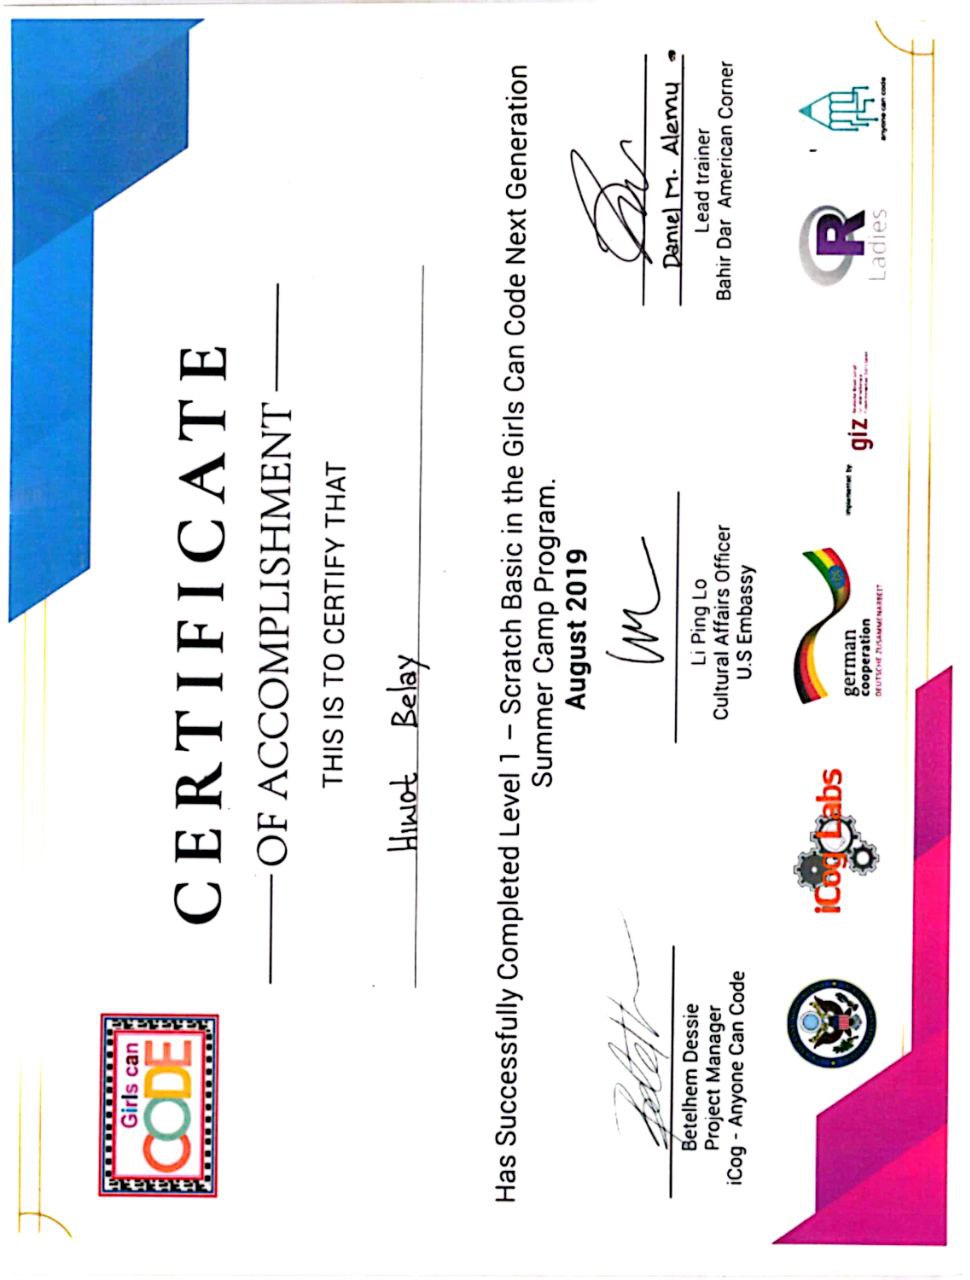 Girls can
CODE
CERTIFICATE
OF ACCOMPLISHMENT
THIS IS TO CERTIFY THAT
Hiwot Belay
Has Successfully Completed Level 1 – Scratch Basic in the Girls Can Code Next Generation
Summer Camp Program.
August 2019
Betelhem Dessie
Project Manager
iCog - Anyone Can Code
Li Ping Lo
Cultural Affairs Officer
U.S Embassy
Daniel M. Alemu
Lead trainer
Bahir Dar American Corner
iCog Labs
german
cooperation
DEUTSCHE ZUSAMMENARBEIT
implemented by
giz
R
Ladies
anyone can code